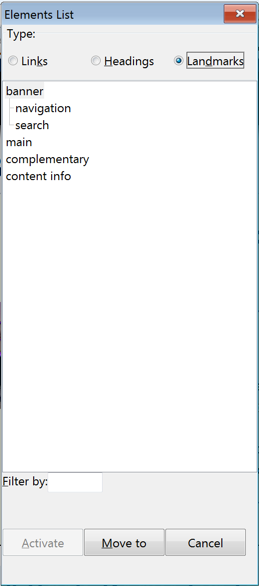 Elements List
Type:
Links Headings Landmarks
banner
navigation
search
main
complementary
content info
Filter by:
Activate Move to Cancel